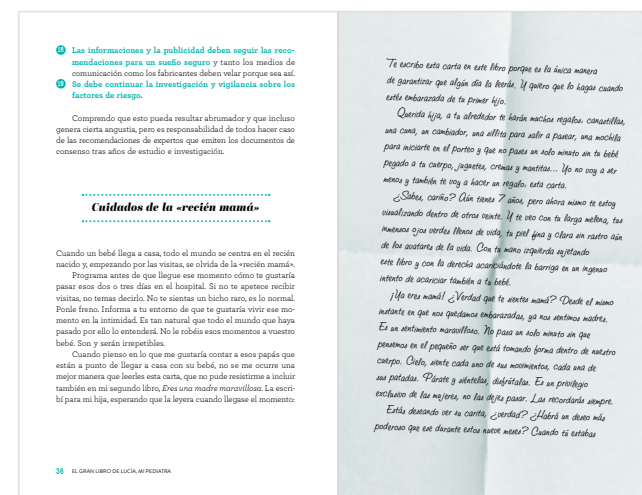 18 Las informaciones y la publicidad deben seguir las reco-
mendaciones para un sueño seguro y tanto los medios de
comunicación como los fabricantes deben velar porque sea así.
19 Se debe continuar la investigación y vigilancia sobre los
factores de riesgo.
Comprendo que esto pueda resultar abrumador y que incluso
genera cierta angustia, pero es responsabilidad de todos hacer caso
de las recomendaciones de expertos que emiten los documentos de
consenso tras años de estudio e investigación.
Cuidados de la «recién mamá»
Cuando un bebé llega a casa, todo el mundo se centra en el recién
nacido y, empezando por las visitas, se olvida de la «recién mamá».
Programa antes de que llegue ese momento cómo te gustaría
pasar esos dos o tres días en el hospital. Si no te apetece recibir
visitas, no temas decirlo. No te sientas un bicho raro, es lo normal.
Ponle freno. Informa a tu entorno de que te gustaría vivir ese mo-
mento en la intimidad. Es tan natural que todo el mundo que haya
pasado por ello lo entenderá. No le robéis esos momentos a vuestro
bebé. Son y serán irrepetibles.
Cuando pienso en lo que me gustaría contar a esos papás que
están a punto de llegar a casa con su bebé, no se me ocurre una
mejor manera que leerles esta carta, que no pude resistirme a incluir
también en mi segundo libro, Eres una madre maravillosa. La escri-
bí para mi hija, esperando que la leyera cuando llegase el momento:
36 EL GRAN LIBRO DE LUCÍA, MI PEDIATRA
Te escribo esta carta en este libro porque es la única manera
de garantizar que algún día la leerás. Y quiero que lo hagas cuando
estés embarazada de tu primer hijo.
Querida hija, a tu alrededor te harán muchos regalos: canastillas,
una cuna, un cambiador, una sillita para salir a pasear, una mochila
para iniciarte en el porteo y que no pases un solo minuto sin tu bebé
pegado a tu cuerpo, juguetes, cremas y mantitas... Yo no voy a ser
menos y también te voy a hacer un regalo: esta carta.
¿Sabes, cariño? Aún tienes 7 años, pero ahora mismo te estoy
visualizando dentro de otros veinte. Y te veo con tu larga melena, tus
inmensos ojos verdes llenos de vida, tu piel fina y clara sin rastro aún
de los avatares de la vida. Con tu mano izquierda sujetando
este libro y con la derecha acariciándote la barriga en un ingenuo
intento de acariciar también a tu bebé.
¡Ya eres mamá! ¿Verdad que te sientes mamá? Desde el mismo
instante en que nos quedamos embarazadas, ya nos sentimos madres.
Es un sentimiento maravilloso. No pasa un solo minuto sin que
pensemos en el pequeño ser que está tomando forma dentro de nuestro
cuerpo. Cielo, siente cada uno de sus movimientos, cada una de
sus patadas. Párate y siéntelas, disfrútalas. Es un privilegio
exclusivo de las mujeres, no las dejes pasar. Las recordarás siempre.
Estás deseando ver su carita, ¿verdad? ¿Habrá un deseo más
poderoso que ese durante estos nueve meses? Cuando tú estabas